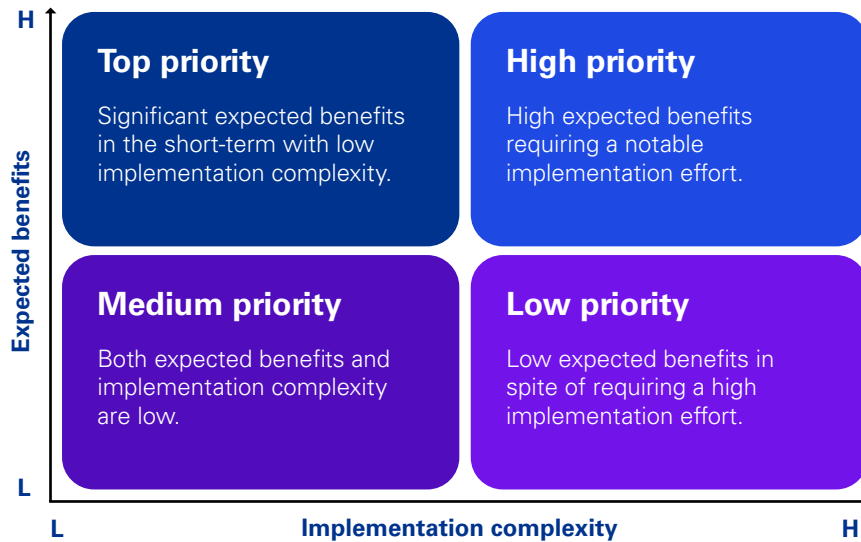 H
Top priority
Significant expected benefits
in the short-term with low
implementation complexity.
High priority
High expected benefits
requiring a notable
implementation effort.
Expected benefits
Medium priority
Both expected benefits and
implementation complexity
are low.
Low priority
Low expected benefits in
spite of requiring a high
implementation effort.
L
L
Implementation complexity
H